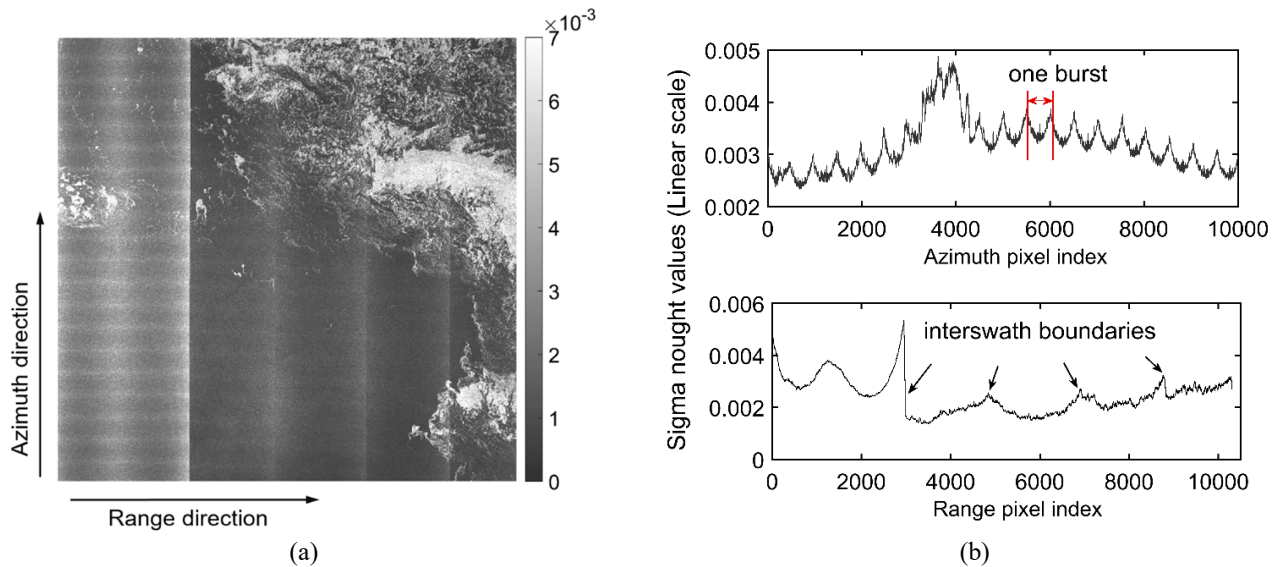 ×10⁻³
7
6
5
4
3
2
1
0
Azimuth direction
Range direction
(a)
Sigma nought values (Linear scale)
0.005
0.004
0.003
0.002
one burst
0 2000 4000 6000 8000 10000
Azimuth pixel index
0.006
0.004
0.002
0
interswath boundaries
0 2000 4000 6000 8000 10000
Range pixel index
(b)